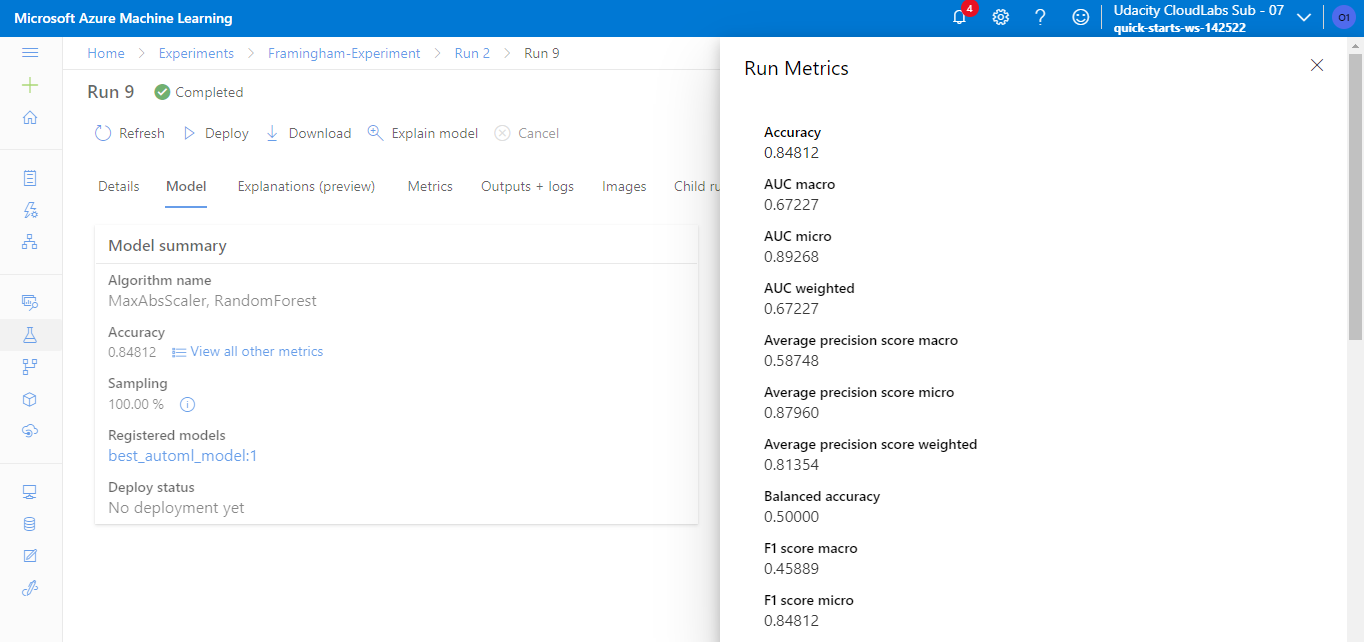 Microsoft Azure Machine Learning
4
Udacity CloudLabs Sub - 07
quick-starts-ws-142522
O1
Home > Experiments > Framingham-Experiment > Run 2 > Run 9
Run 9 Completed
Refresh Deploy Download Explain model Cancel
Details Model Explanations (preview) Metrics Outputs + logs Images Child ru
Model summary
Algorithm name
MaxAbsScaler, RandomForest
Accuracy
0.84812 View all other metrics
Sampling
100.00 %
Registered models
best_automl_model:1
Deploy status
No deployment yet
Run Metrics
Accuracy
0.84812
AUC macro
0.67227
AUC micro
0.89268
AUC weighted
0.67227
Average precision score macro
0.58748
Average precision score micro
0.87960
Average precision score weighted
0.81354
Balanced accuracy
0.50000
F1 score macro
0.45889
F1 score micro
0.84812